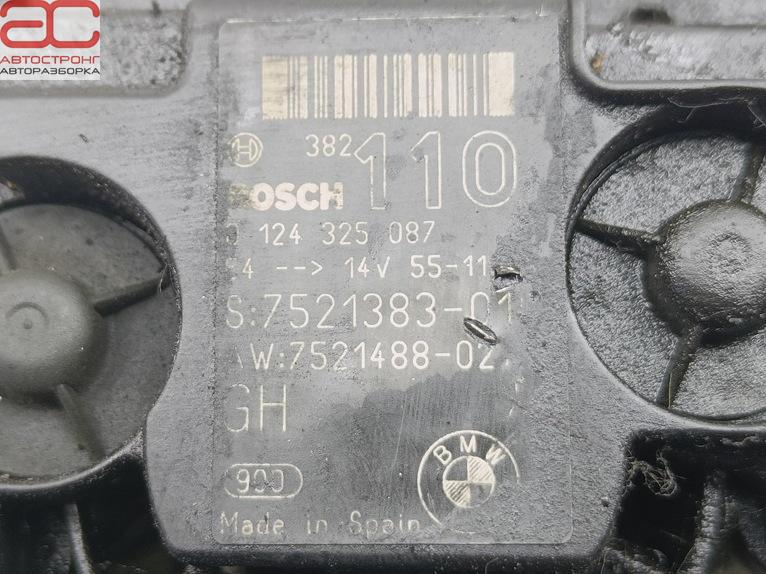 АС
АВТОСТРОНГ
АВТОРАЗБОРКА
382 110
BOSCH
124 325 087
--> 14V 55-11
S:7521383-01
W:7521488-02
GH
900
BMW
Made in Spain